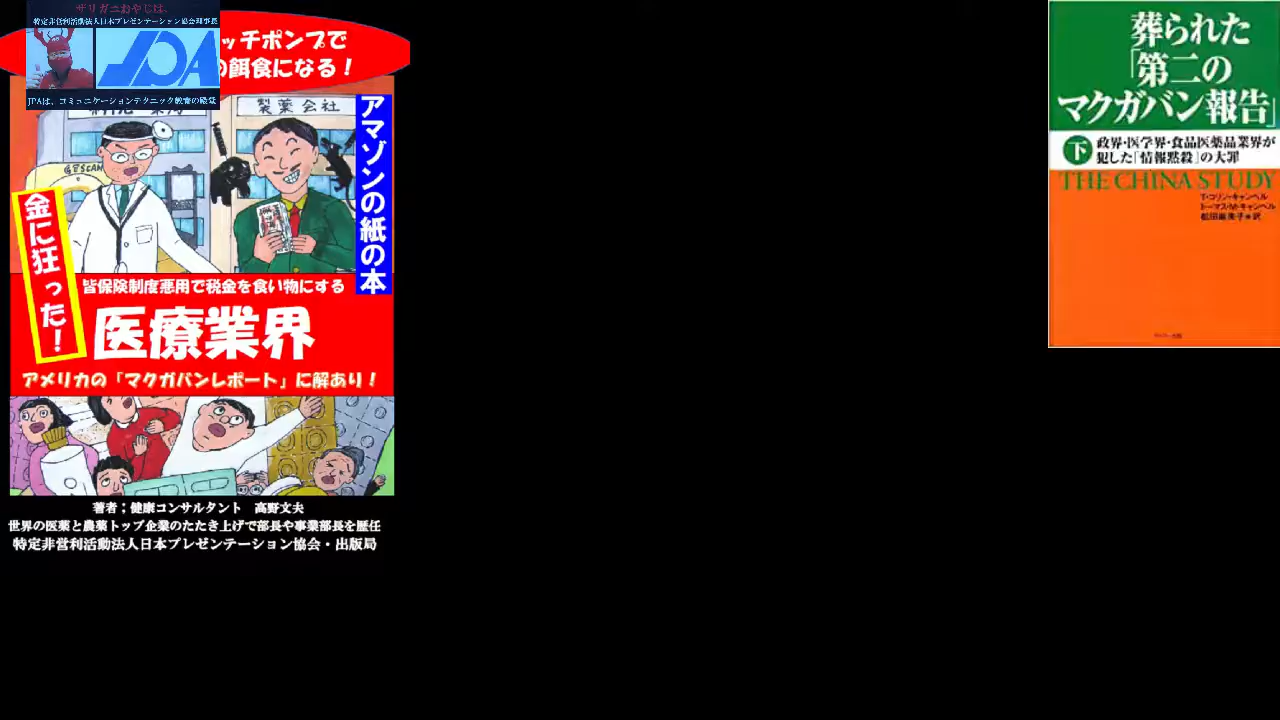 ザリガニおやじは、
特定非営利活動法人日本プレゼンテーション協会理事長
JPA
JPAは、コミュニケーションテクニック教育の殿堂
ッチポンプで
の餌食になる!
製薬会社
CTSCAN
アマゾンの紙の本
金に狂った!
皆保険制度悪用で税金を食い物にする
医療業界
アメリカの「マクガバンレポート」に解あり!
著者;健康コンサルタント 高野文夫
世界の医薬と農薬トップ企業のたたき上げで部長や事業部長を歴任
特定非営利活動法人日本プレゼンテーション協会・出版局
葬られた
「第二の
マクガバン報告」
下
政界・医学界・食品医薬品業界が
犯した「情報黙殺」の大罪
THE CHINA STUDY
T・コリン・キャンベル
トーマス・M・キャンベル
松田麻美子 訳